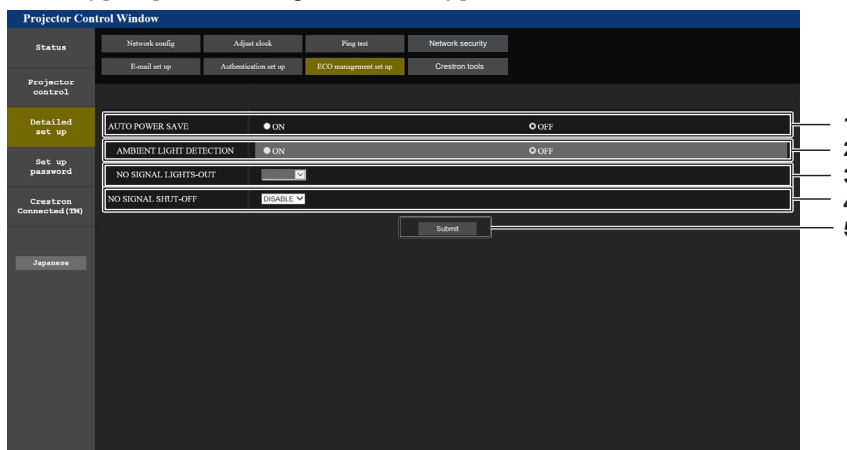 Projector Control Window
Status
Network config
Adjust clock
Ping test
Network security
E-mail set up
Authentication set up
ECO management set up
Crestron tools
Projector
control
Detailed
set up
Set up
password
Crestron
Connected(TM)
Japanese
AUTO POWER SAVE ON OFF
1
AMBIENT LIGHT DETECTION ON OFF
2
NO SIGNAL LIGHTS-OUT
3
NO SIGNAL SHUT-OFF DISABLE
4
Submit
5